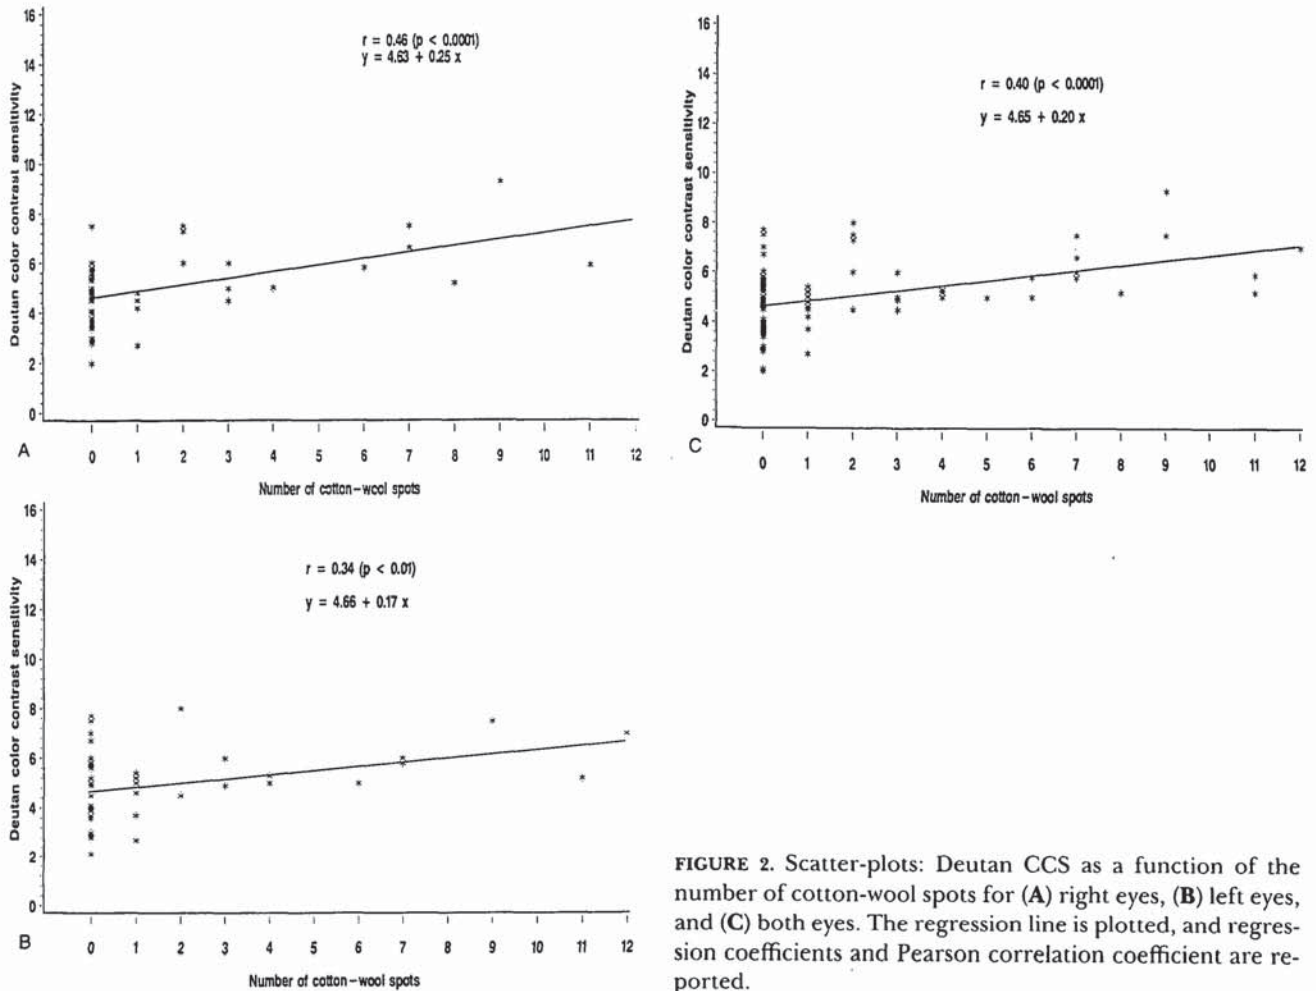 16
14
12
10
8
6
4
2
0
Deutan color contrast sensitivity
r = 0.46 (p < 0.0001)
y = 4.63 + 0.25 x
A
0 1 2 3 4 5 6 7 8 9 10 11 12
Number of cotton-wool spots
16
14
12
10
8
6
4
2
0
Deutan color contrast sensitivity
r = 0.40 (p < 0.0001)
y = 4.65 + 0.20 x
C
0 1 2 3 4 5 6 7 8 9 10 11 12
Number of cotton-wool spots
16
14
12
10
8
6
4
2
0
Deutan color contrast sensitivity
r = 0.34 (p < 0.01)
y = 4.66 + 0.17 x
B
0 1 2 3 4 5 6 7 8 9 10 11 12
Number of cotton-wool spots
FIGURE 2. Scatter-plots: Deutan CCS as a function of the
number of cotton-wool spots for (A) right eyes, (B) left eyes,
and (C) both eyes. The regression line is plotted, and regres-
sion coefficients and Pearson correlation coefficient are re-
ported.